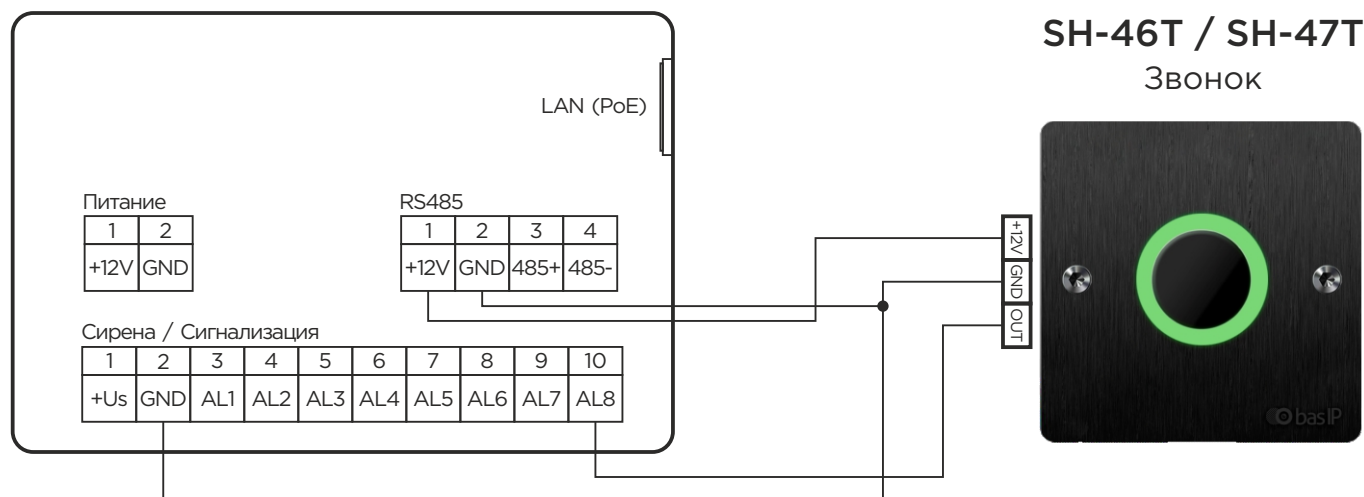 SH-46T / SH-47T
Звонок
LAN (PoE)
Питание
1 2
+12V GND
RS485
1 2 3 4
+12V GND 485+ 485-
+12V
GND
OUT
Сирена / Сигнализация
1 2 3 4 5 6 7 8 9 10
+Us GND AL1 AL2 AL3 AL4 AL5 AL6 AL7 AL8
basIP